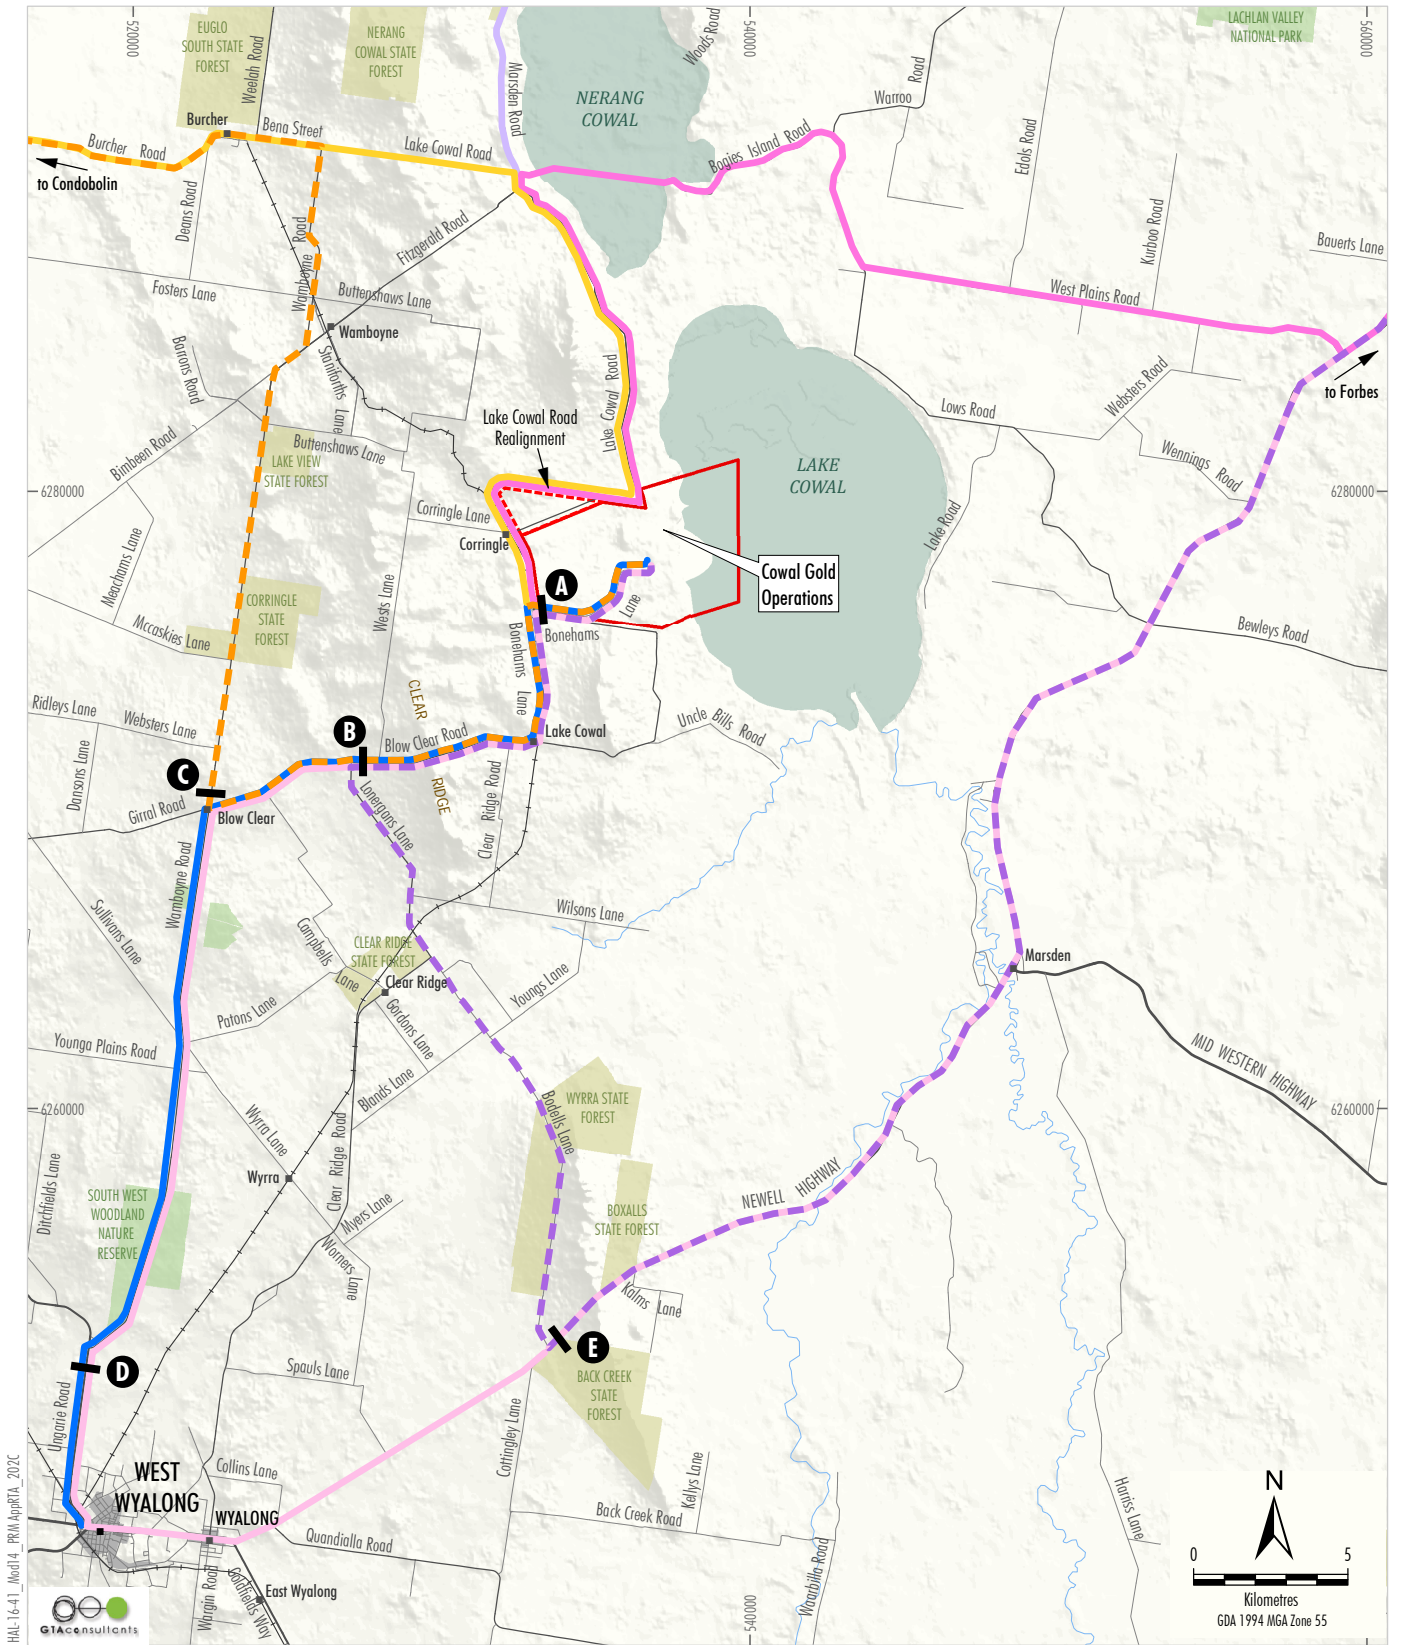 520000
540000
560000
EUGLO
SOUTH STATE
FOREST
NERANG
COWAL STATE
FOREST
LACHLAN VALLEY
NATIONAL PARK
Weelah Road
Marsden Road
Woods Road
NERANG
COWAL
Warroo Road
Burcher
Bena Street
Burcher Road
Lake Cowal Road
Bogies Island Road
Edols Road
to Condobolin
Deans Road
Wamboyne Road
Fitzgerald Road
Kurboo Road
Bauerts Lane
Fosters Lane
Buttenshaws Lane
West Plains Road
Wamboyne
Barrons Road
Staniforths Lane
Lake Cowal Road
to Forbes
Websters Road
Lows Road
Lake Cowal Road
Realignment
Bimbeen Road
Buttenshaws Lane
LAKE VIEW
STATE FOREST
LAKE
COWAL
Wennings Road
6280000
6280000
Corringle Lane
Corringle
Lake Road
Meachams Lane
Cowal Gold
Operations
A
Lane
Bonehams
CORRINGLE
STATE
FOREST
Wests Lane
Mccaskies Lane
Bonehams Lane
Bewleys Road
CLEAR
RIDGE
Ridleys Lane
Websters Lane
Uncle Bills Road
B
Blow Clear Road
Lake Cowal
Dansons Lane
C
Girral Road
Blow Clear
Lonergans Lane
Clear Ridge Road
Wamboyne Road
Sullivans Lane
Wilsons Lane
Campbells Lane
CLEAR RIDGE
STATE FOREST
Clear Ridge
Marsden
Youngs Lane
Patons Lane
Gordons Lane
Younga Plains Road
MID WESTERN HIGHWAY
Blands Lane
Bodells Lane
WYRRA STATE
FOREST
6260000
6260000
Wyrra Lane
Clear Ridge Road
Ditchfields Lane
Wyrra
NEWELL HIGHWAY
SOUTH WEST
WOODLAND
NATURE
RESERVE
Myers Lane
BOXALLS
STATE FOREST
Worners Lane
Kalms Lane
E
D
Spauls Lane
BACK CREEK
STATE
FOREST
Ungarie Road
Cottingley Lane
Collins Lane
Kellys Lane
WEST
WYALONG
WYALONG
Back Creek Road
Harriss Lane
Quandialla Road
Waarbilla Road
Wargin Road
Goldfields Way
East Wyalong
540000
N
0 5
Kilometres
GDA 1994 MGA Zone 55
GTAconsultants
HAL-16-41_Mod14_PRM AppRTA_202C